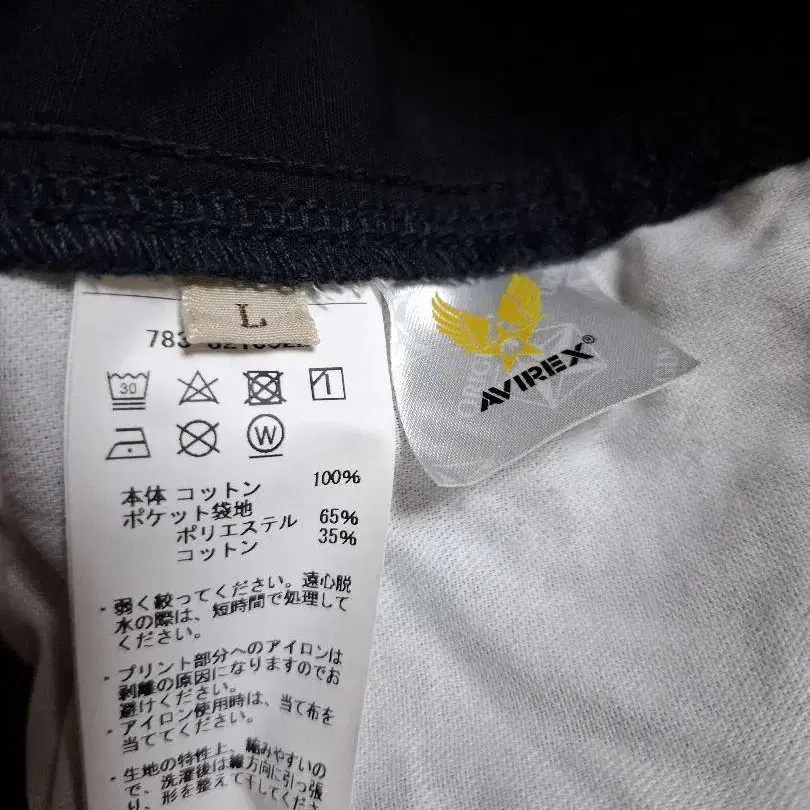 L
783
30
1
W
本体 コットン 100%
ポケット袋地
ポリエステル 65%
コットン 35%
・弱く絞ってください。遠心脱
水の際は、短時間で処理して
ください。
・プリント部分へのアイロンは
剥離の原因になりますのでお
避けください。
・アイロン使用時は、当て布を
当ててください。
・生地の特性上、縮みやすいの
で、洗濯後は縦方向に引っ張
り、形を整えて干してくださ
AVIREX®